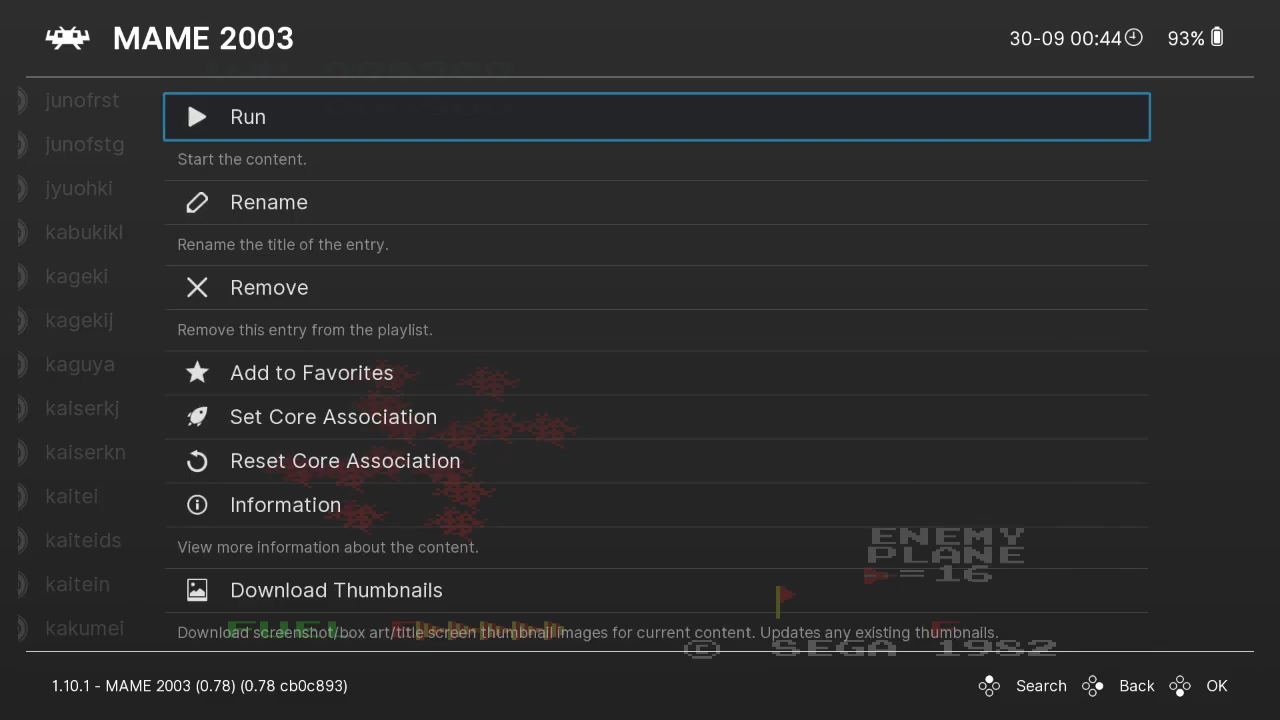 MAME 2003
30-09 00:44
93%
junofrst
Run
junofstg
Start the content.
jyuohki
Rename
kabukikl
Rename the title of the entry.
kageki
Remove
kagekij
Remove this entry from the playlist.
kaguya
Add to Favorites
kaiserkj
Set Core Association
kaiserkn
Reset Core Association
kaitei
Information
kaiteids
View more information about the content.
ENEMY
PLANE
=16
kaitein
Download Thumbnails
kakumei
FUEL
Download screenshot/box art/title screen thumbnail images for current content. Updates any existing thumbnails.
© SEGA 1982
1.10.1 - MAME 2003 (0.78) (0.78 cb0c893)
Search
Back
OK